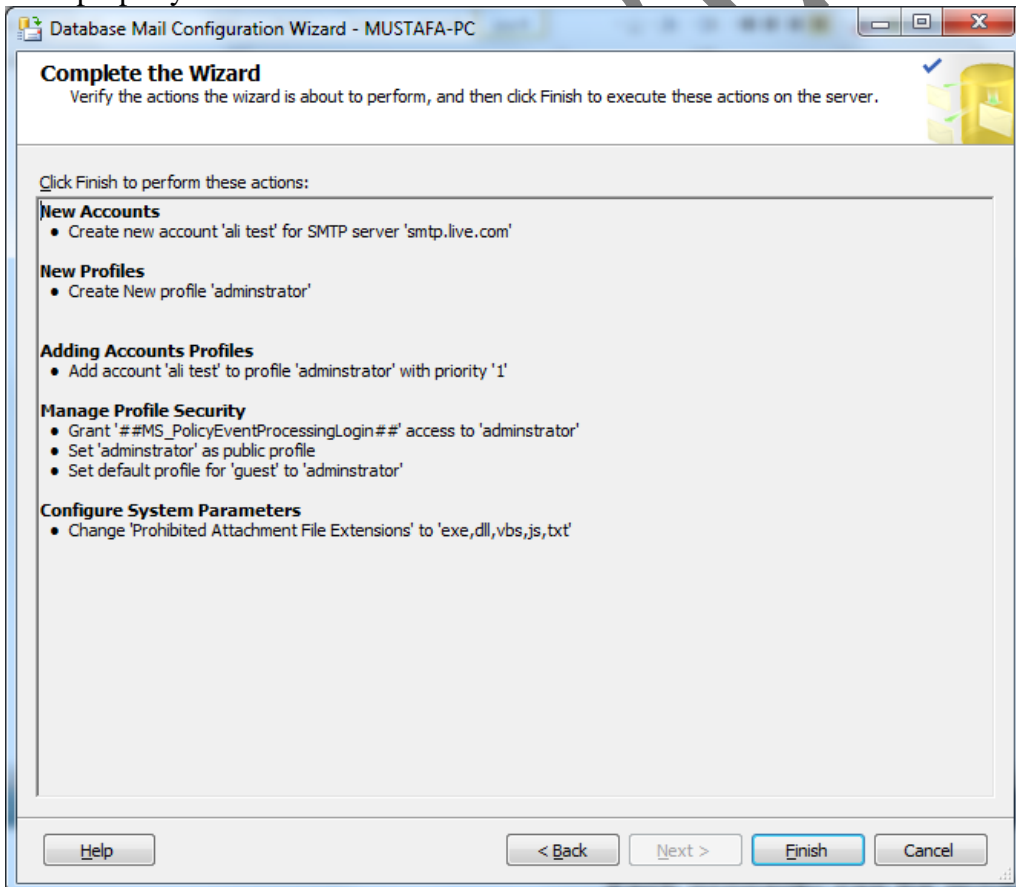 Database Mail Configuration Wizard - MUSTAFA-PC
Complete the Wizard
Verify the actions the wizard is about to perform, and then click Finish to execute these actions on the server.
Click Finish to perform these actions:
New Accounts
• Create new account 'ali test' for SMTP server 'smtp.live.com'
New Profiles
• Create New profile 'adminstrator'
Adding Accounts Profiles
• Add account 'ali test' to profile 'adminstrator' with priority '1'
Manage Profile Security
• Grant '##MS_PolicyEventProcessingLogin##' access to 'adminstrator'
• Set 'adminstrator' as public profile
• Set default profile for 'guest' to 'adminstrator'
Configure System Parameters
• Change 'Prohibited Attachment File Extensions' to 'exe,dll,vbs,js,txt'
Help
< Back
Next >
Finish
Cancel